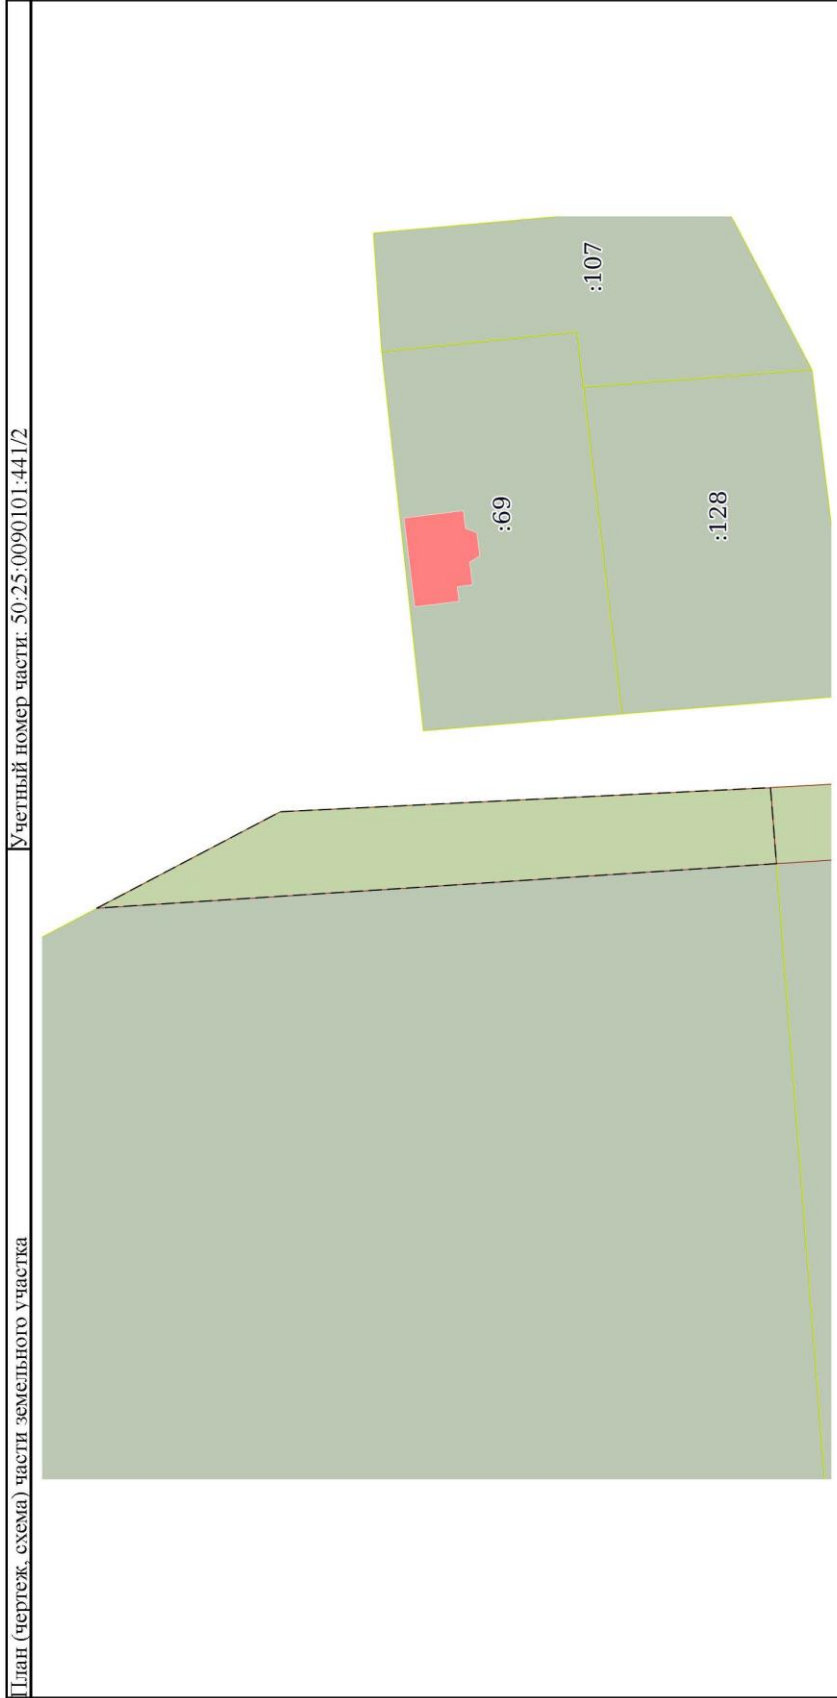 План (чертеж, схема) части земельного участка
Учетный номер части: 50:25:0090101:441/2
:107
:69
:128